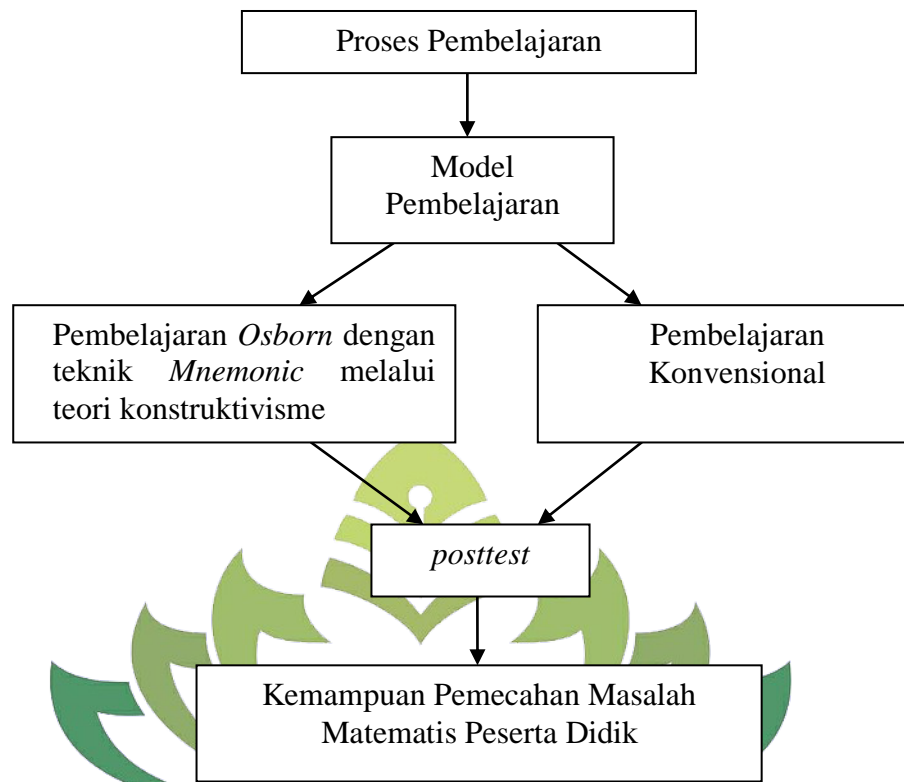 Proses Pembelajaran
Model
Pembelajaran
Pembelajaran Osborn dengan
teknik Mnemonic melalui
teori konstruktivisme
Pembelajaran
Konvensional
posttest
Kemampuan Pemecahan Masalah
Matematis Peserta Didik